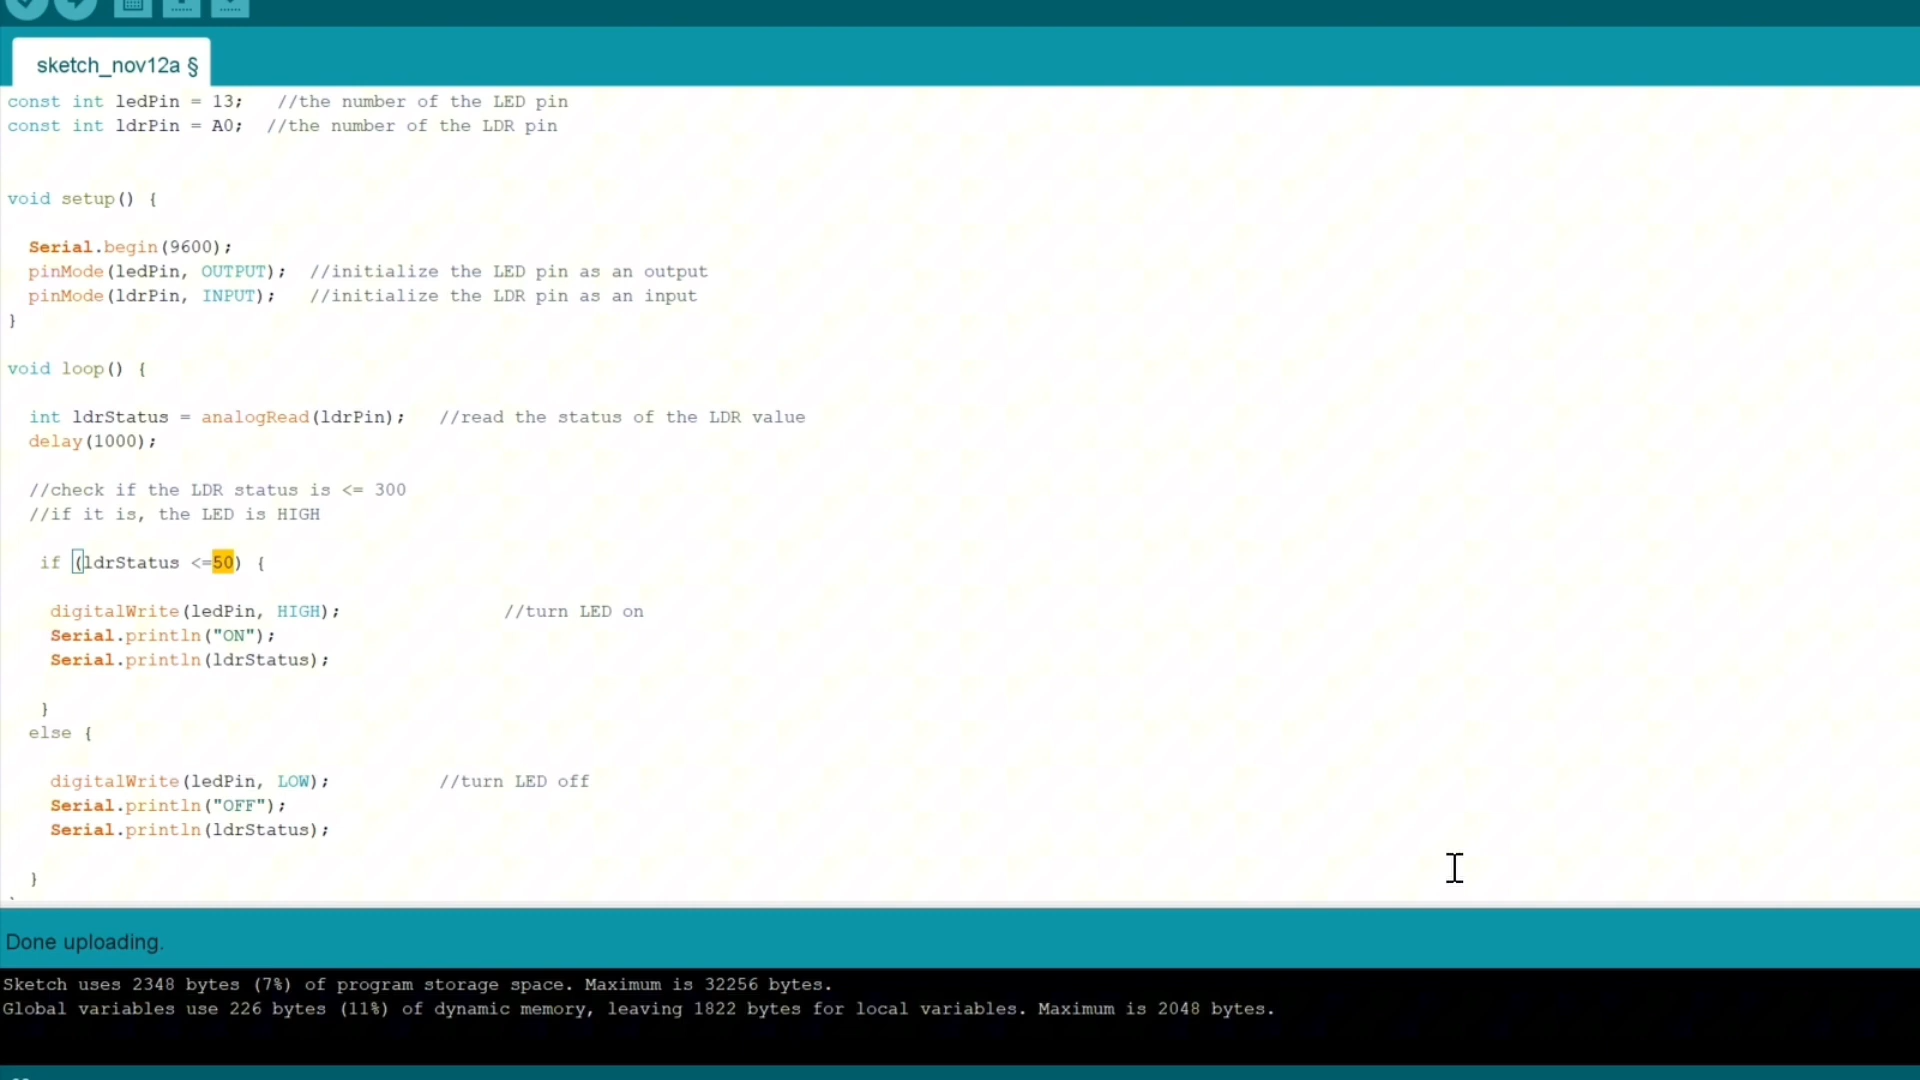 sketch_nov12a §
const int ledPin = 13;   //the number of the LED pin
const int ldrPin = A0;  //the number of the LDR pin
void setup() {
Serial.begin(9600);
pinMode(ledPin, OUTPUT);  //initialize the LED pin as an output
pinMode(ldrPin, INPUT);   //initialize the LDR pin as an input
}
void loop() {
int ldrStatus = analogRead(ldrPin);   //read the status of the LDR value
delay(1000);
//check if the LDR status is <= 300
//if it is, the LED is HIGH
if (ldrStatus <=50) {
digitalWrite(ledPin, HIGH);               //turn LED on
Serial.println("ON");
Serial.println(ldrStatus);
}
else {
digitalWrite(ledPin, LOW);          //turn LED off
Serial.println("OFF");
Serial.println(ldrStatus);
}
Done uploading.
Sketch uses 2348 bytes (7%) of program storage space. Maximum is 32256 bytes.
Global variables use 226 bytes (11%) of dynamic memory, leaving 1822 bytes for local variables. Maximum is 2048 bytes.